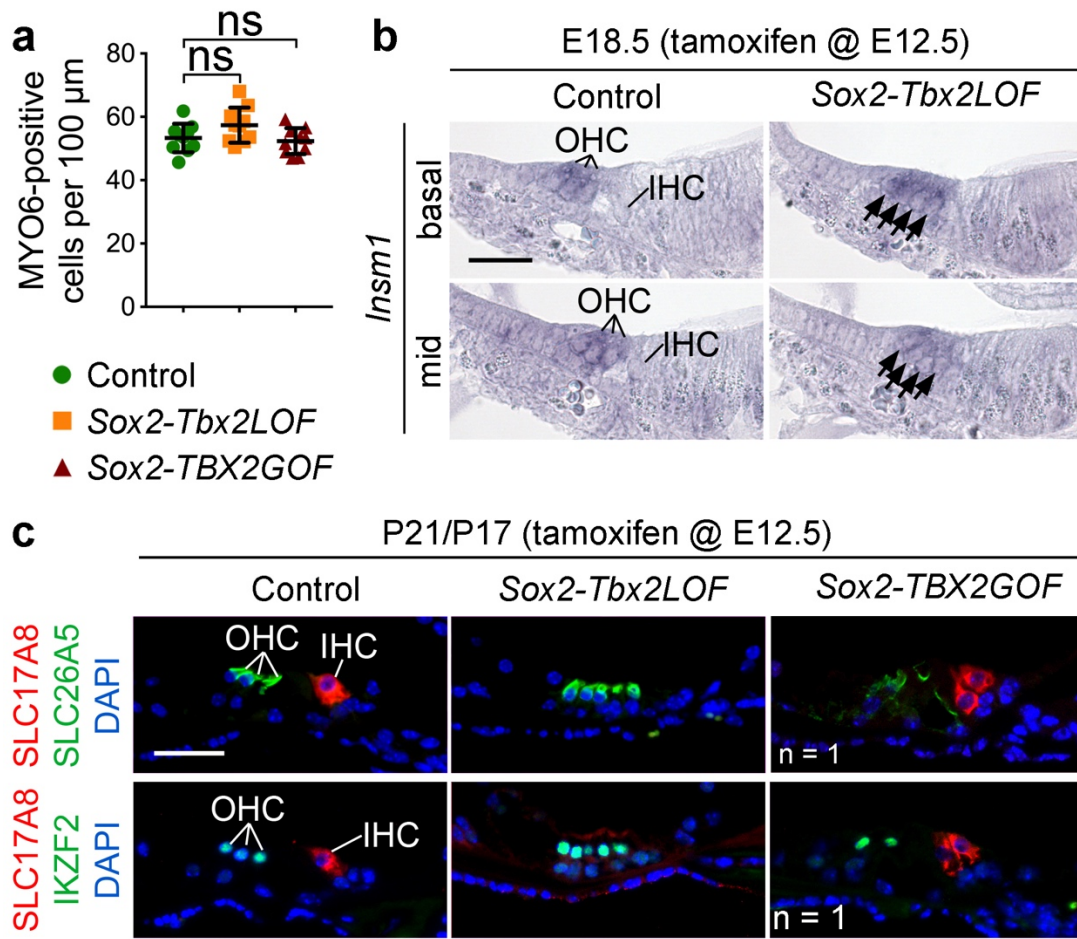 a
ns
ns
80
60
40
20
0
MYO6-positive
cells per 100 µm
Control
Sox2-Tbx2LOF
Sox2-TBX2GOF
b
E18.5 (tamoxifen @ E12.5)
Control
Sox2-Tbx2LOF
Insm1
basal
OHC
IHC
mid
OHC
IHC
c
P21/P17 (tamoxifen @ E12.5)
Control
Sox2-Tbx2LOF
Sox2-TBX2GOF
SLC17A8
SLC26A5
DAPI
OHC
IHC
n = 1
SLC17A8
IKZF2
DAPI
OHC
IHC
n = 1